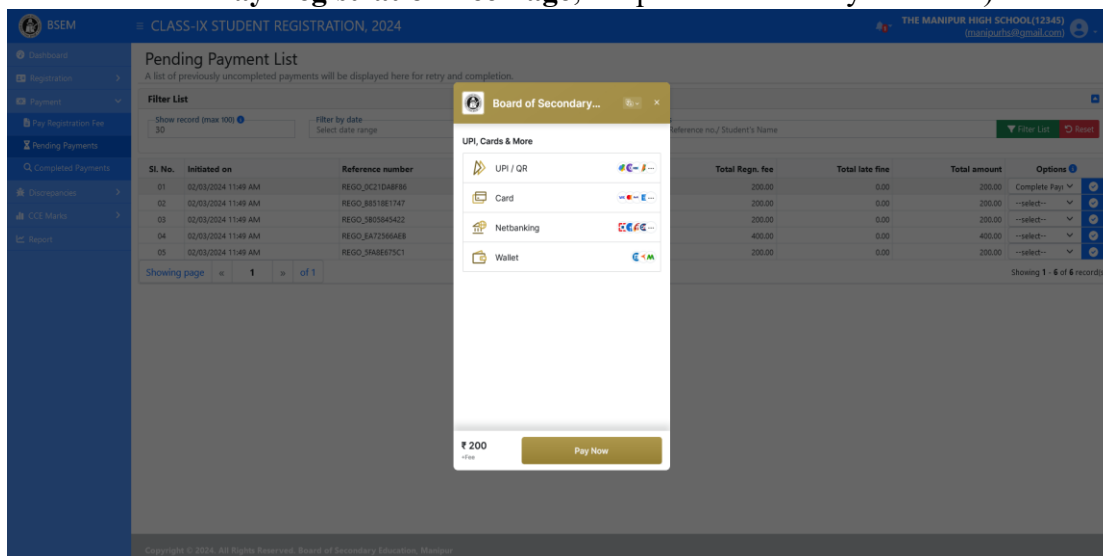 BSEM
≡ CLASS-IX STUDENT REGISTRATION, 2024
THE MANIPUR HIGH SCHOOL(12345)
(manipurhs@gmail.com)
Dashboard
Registration
Payment
Pay Registration Fee
Pending Payments
Completed Payments
Discrepancies
CCE Marks
Report
Pending Payment List
A list of previously uncompleted payments will be displayed here for retry and completion.
Filter List
Show record (max 100)
30
Filter by date
Select date range
Reference no./ Student's Name
Filter List
Reset
Sl. No. Initiated on Reference number Total Regn. fee Total late fine Total amount Options
01 02/03/2024 11:49 AM 200.00 0.00 200.00 Complete Pay
02 02/03/2024 11:49 AM 200.00 0.00 200.00 --select--
03 02/03/2024 11:49 AM REGO_5B05845422 200.00 0.00 200.00 --select--
04 02/03/2024 11:49 AM REGO_EA72566AEB 400.00 0.00 400.00 --select--
05 02/03/2024 11:49 AM REGO_5FA8E675C1 200.00 0.00 200.00 --select--
Showing page « 1 » of 1
Showing 1 - 6 of 6 record(s
Board of Secondary... ×
UPI, Cards & More
UPI / QR
Card
Netbanking
Wallet
₹ 200
+Fee
Pay Now
Copyright © 2024. All Rights Reserved. Board of Secondary Education, Manipur